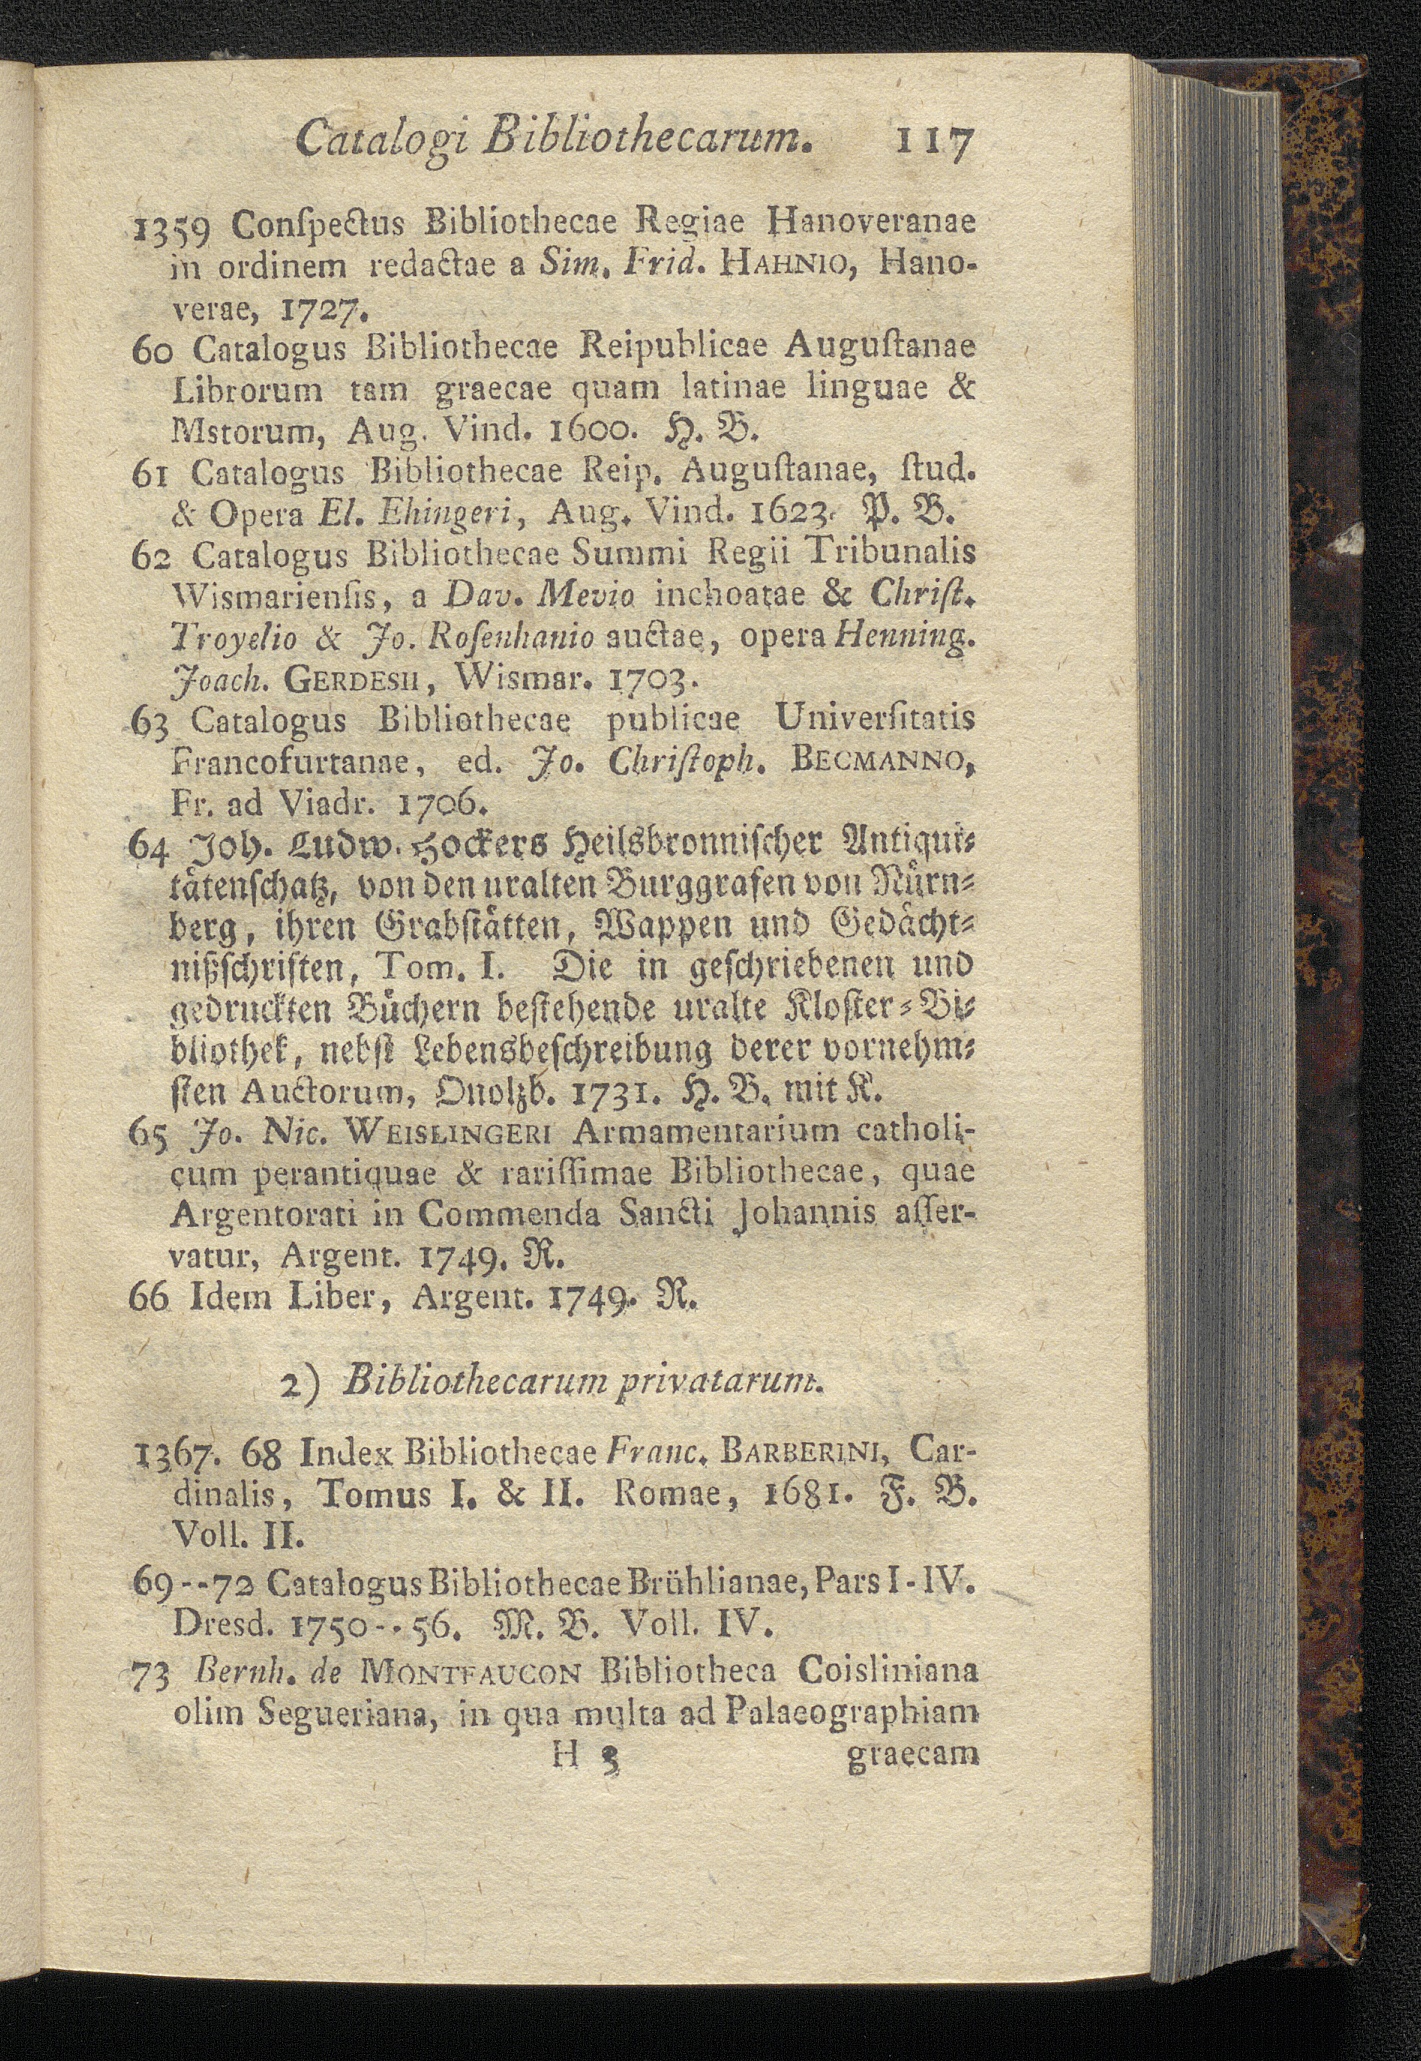 Catalogi Bibliothecarum. 117
1359 Conſpectus Bibliothecae Regiae Hanoveranae
in ordinem redactae a Sim. Frid. HAHNIO, Hano-
verae, 1727.
60 Catalogus Bibliothecae Reipublicae Auguſtanae
Librorum tam graecae quam latinae linguae &
Mstorum, Aug. Vind. 1600. H. B.
61 Catalogus Bibliothecae Reip. Auguſtanae, ſtud.
& Opera El. Ehingeri, Aug. Vind. 1623. P. B.
62 Catalogus Bibliothecae Summi Regii Tribunalis
Wismarienſis, a Dav. Mevio inchoatae & Chriſt.
Troyelio & Jo. Roſenhanio auctae, opera Henning.
Joach. GERDESII, Wismar. 1703.
63 Catalogus Bibliothecae publicae Univerſitatis
Francofurtanae, ed. Jo. Chriſtoph. BECMANNO,
Fr. ad Viadr. 1706.
64 Joh. Ludw. Hockers Heilsbronniſcher Antiqui⸗
tätenſchatz, von den uralten Burggrafen von Nürn⸗
berg, ihren Grabſtätten, Wappen und Gedächt⸗
nißſchriften, Tom. I. Die in geſchriebenen und
gedruckten Büchern beſtehende uralte Kloſter⸗Bi⸗
bliothek, nebſt Lebensbeſchreibung derer vornehm⸗
ſten Auctorum, Onolzb. 1731. H. B. mit K.
65 Jo. Nic. WEISLINGERI Armamentarium catholi-
cum perantiquae & rariſſimae Bibliothecae, quae
Argentorati in Commenda Sancti Johannis aſſer-
vatur, Argent. 1749. R.
66 Idem Liber, Argent. 1749. R.
2) Bibliothecarum privatarum.
1367. 68 Index Bibliothecae Franc. BARBERINI, Car-
dinalis, Tomus I. & II. Romae, 1681. F. B.
Voll. II.
69--72 Catalogus Bibliothecae Brühlianae, Pars I-IV.
Dresd. 1750--56. M. B. Voll. IV.
73 Bernh. de MONTFAUCON Bibliotheca Coisliniana
olim Segueriana, in qua multa ad Palaeographiam
H 3 graecam